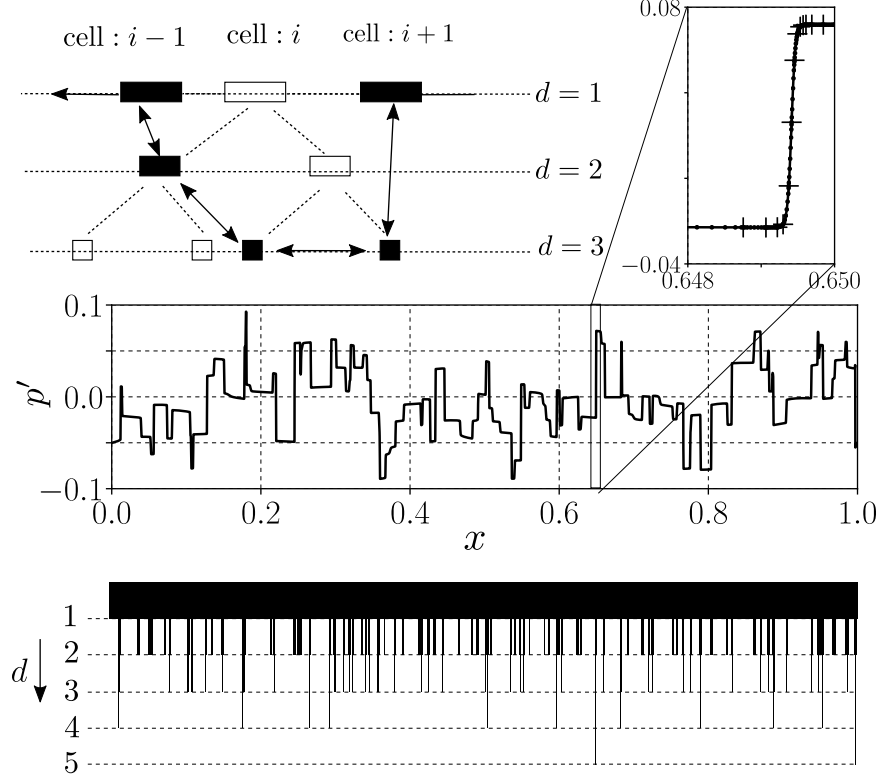 cell : i − 1 cell : i cell : i + 1
d = 1
d = 2
d = 3
0.08
−0.04
0.648 0.650
0.1
0.0
−0.1
p′
0.0 0.2 0.4 0.6 0.8 1.0
x
1
2
3
4
5
d